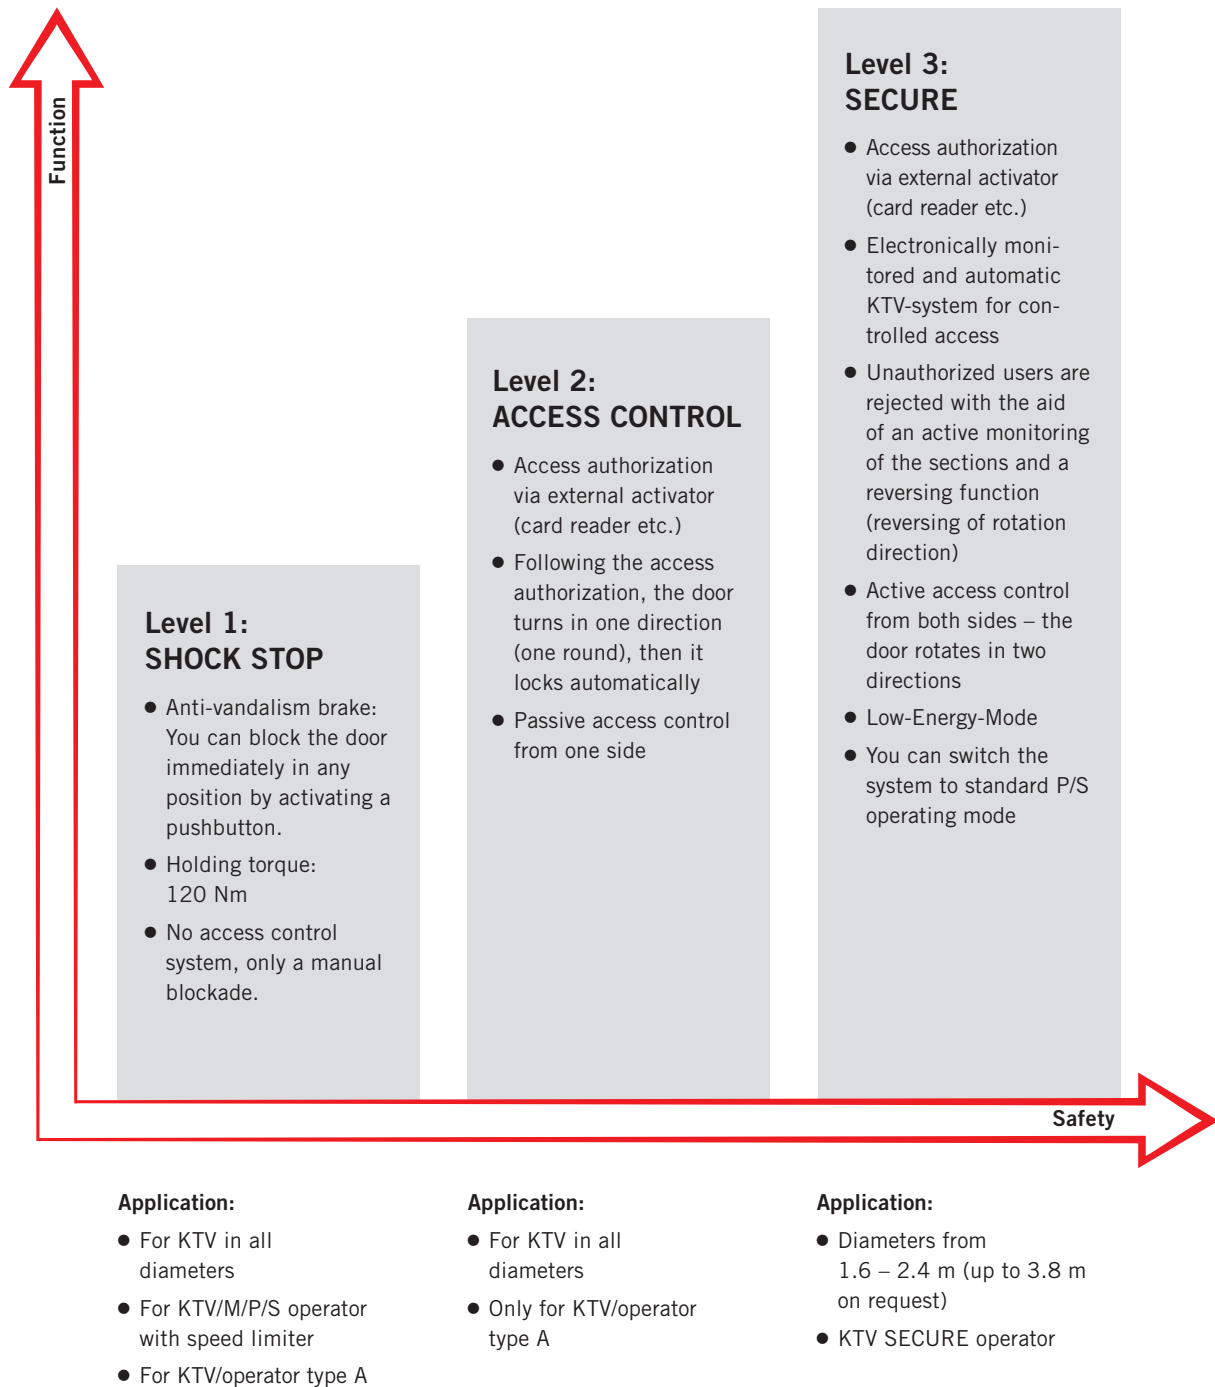 Function
Level 3:
SECURE
● Access authorization
via external activator
(card reader etc.)
● Electronically moni-
tored and automatic
KTV-system for con-
trolled access
● Unauthorized users are
rejected with the aid
of an active monitoring
of the sections and a
reversing function
(reversing of rotation
direction)
● Active access control
from both sides – the
door rotates in two
directions
● Low-Energy-Mode
● You can switch the
system to standard P/S
operating mode
Level 2:
ACCESS CONTROL
● Access authorization
via external activator
(card reader etc.)
● Following the access
authorization, the door
turns in one direction
(one round), then it
locks automatically
● Passive access control
from one side
Level 1:
SHOCK STOP
● Anti-vandalism brake:
You can block the door
immediately in any
position by activating a
pushbutton.
● Holding torque:
120 Nm
● No access control
system, only a manual
blockade.
Safety
Application:
● For KTV in all
diameters
● For KTV/M/P/S operator
with speed limiter
● For KTV/operator type A
Application:
● For KTV in all
diameters
● Only for KTV/operator
type A
Application:
● Diameters from
1.6 – 2.4 m (up to 3.8 m
on request)
● KTV SECURE operator